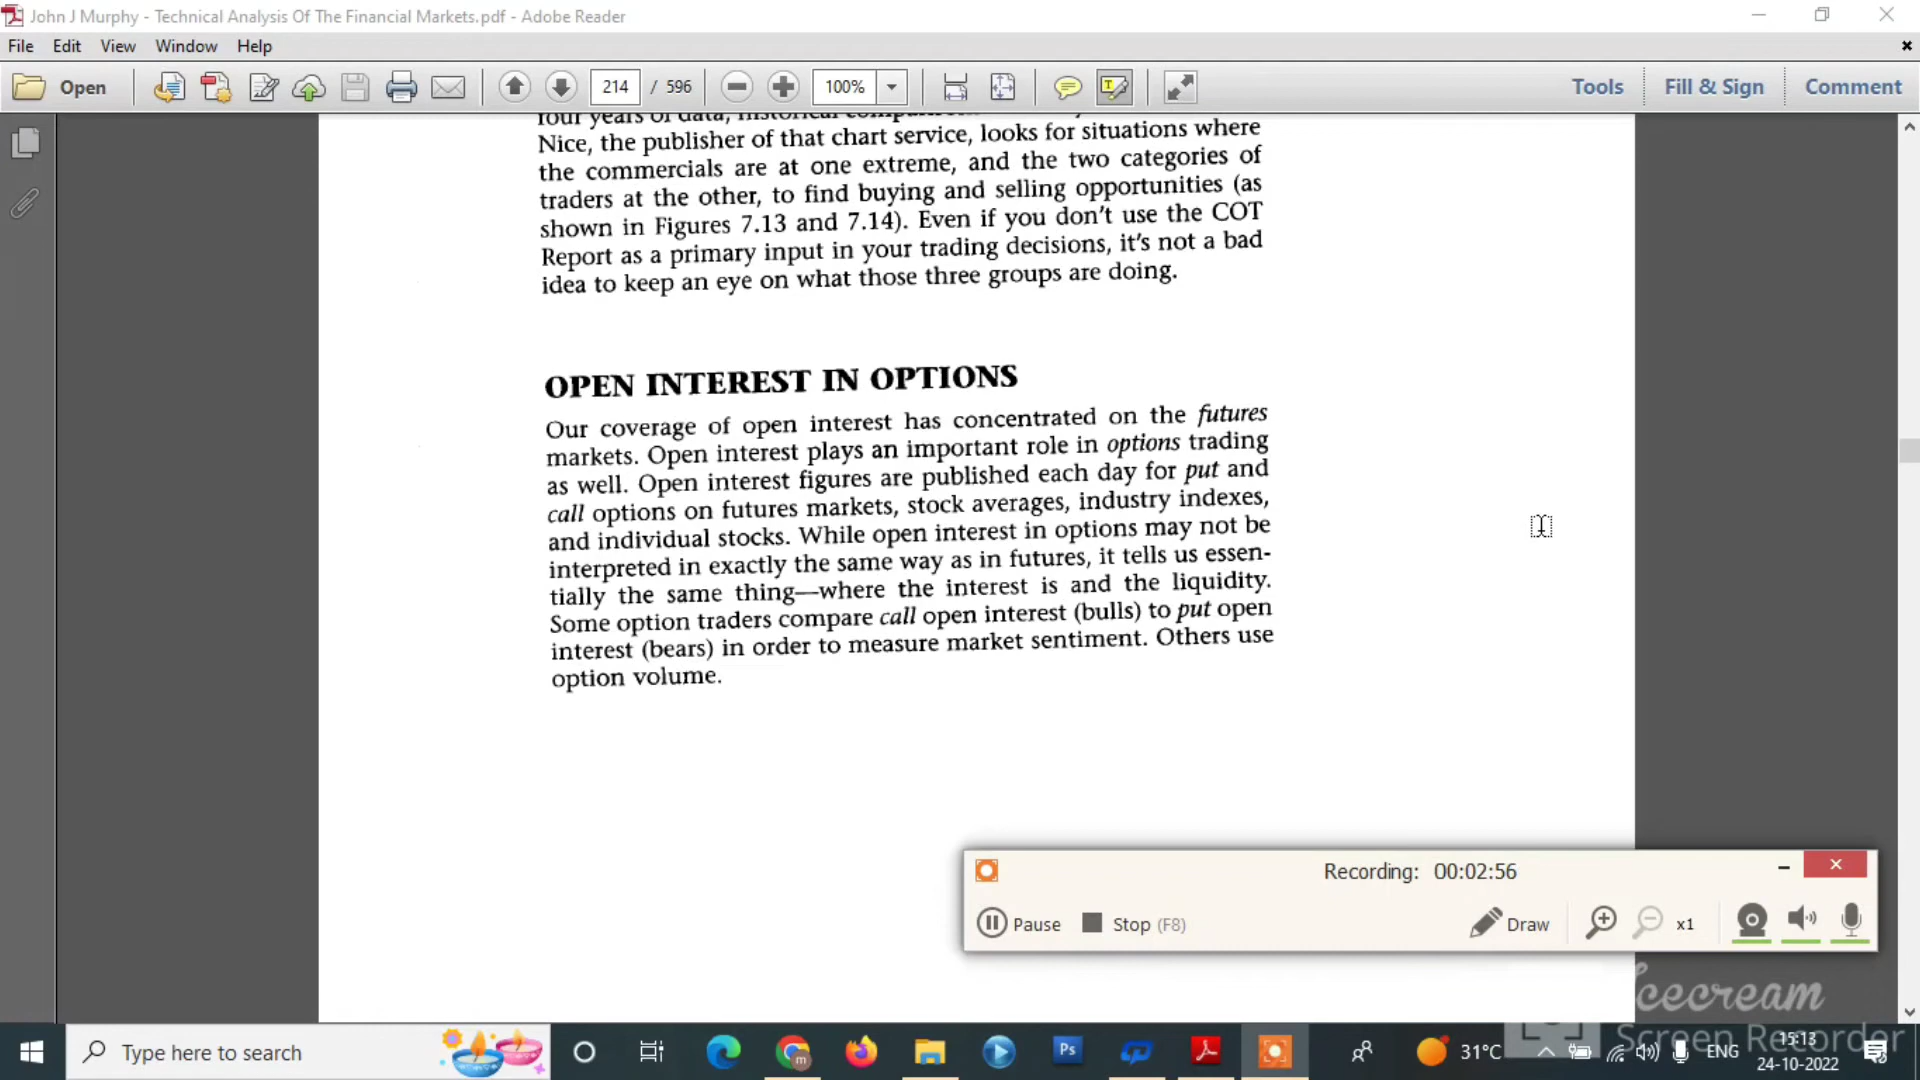 John J Murphy - Technical Analysis Of The Financial Markets.pdf - Adobe Reader
File Edit View Window Help
Open 214 / 596 100% Tools Fill & Sign Comment
four years of data, historical
Nice, the publisher of that chart service, looks for situations where
the commercials are at one extreme, and the two categories of
traders at the other, to find buying and selling opportunities (as
shown in Figures 7.13 and 7.14). Even if you don't use the COT
Report as a primary input in your trading decisions, it's not a bad
idea to keep an eye on what those three groups are doing.
OPEN INTEREST IN OPTIONS
Our coverage of open interest has concentrated on the futures
markets. Open interest plays an important role in options trading
as well. Open interest figures are published each day for put and
call options on futures markets, stock averages, industry indexes,
and individual stocks. While open interest in options may not be
interpreted in exactly the same way as in futures, it tells us essen-
tially the same thing—where the interest is and the liquidity.
Some option traders compare call open interest (bulls) to put open
interest (bears) in order to measure market sentiment. Others use
option volume.
Recording: 00:02:56
Pause Stop (F8) Draw x1
Icecream
Screen Recorder
Type here to search Ps 31°C ENG 15:13
24-10-2022